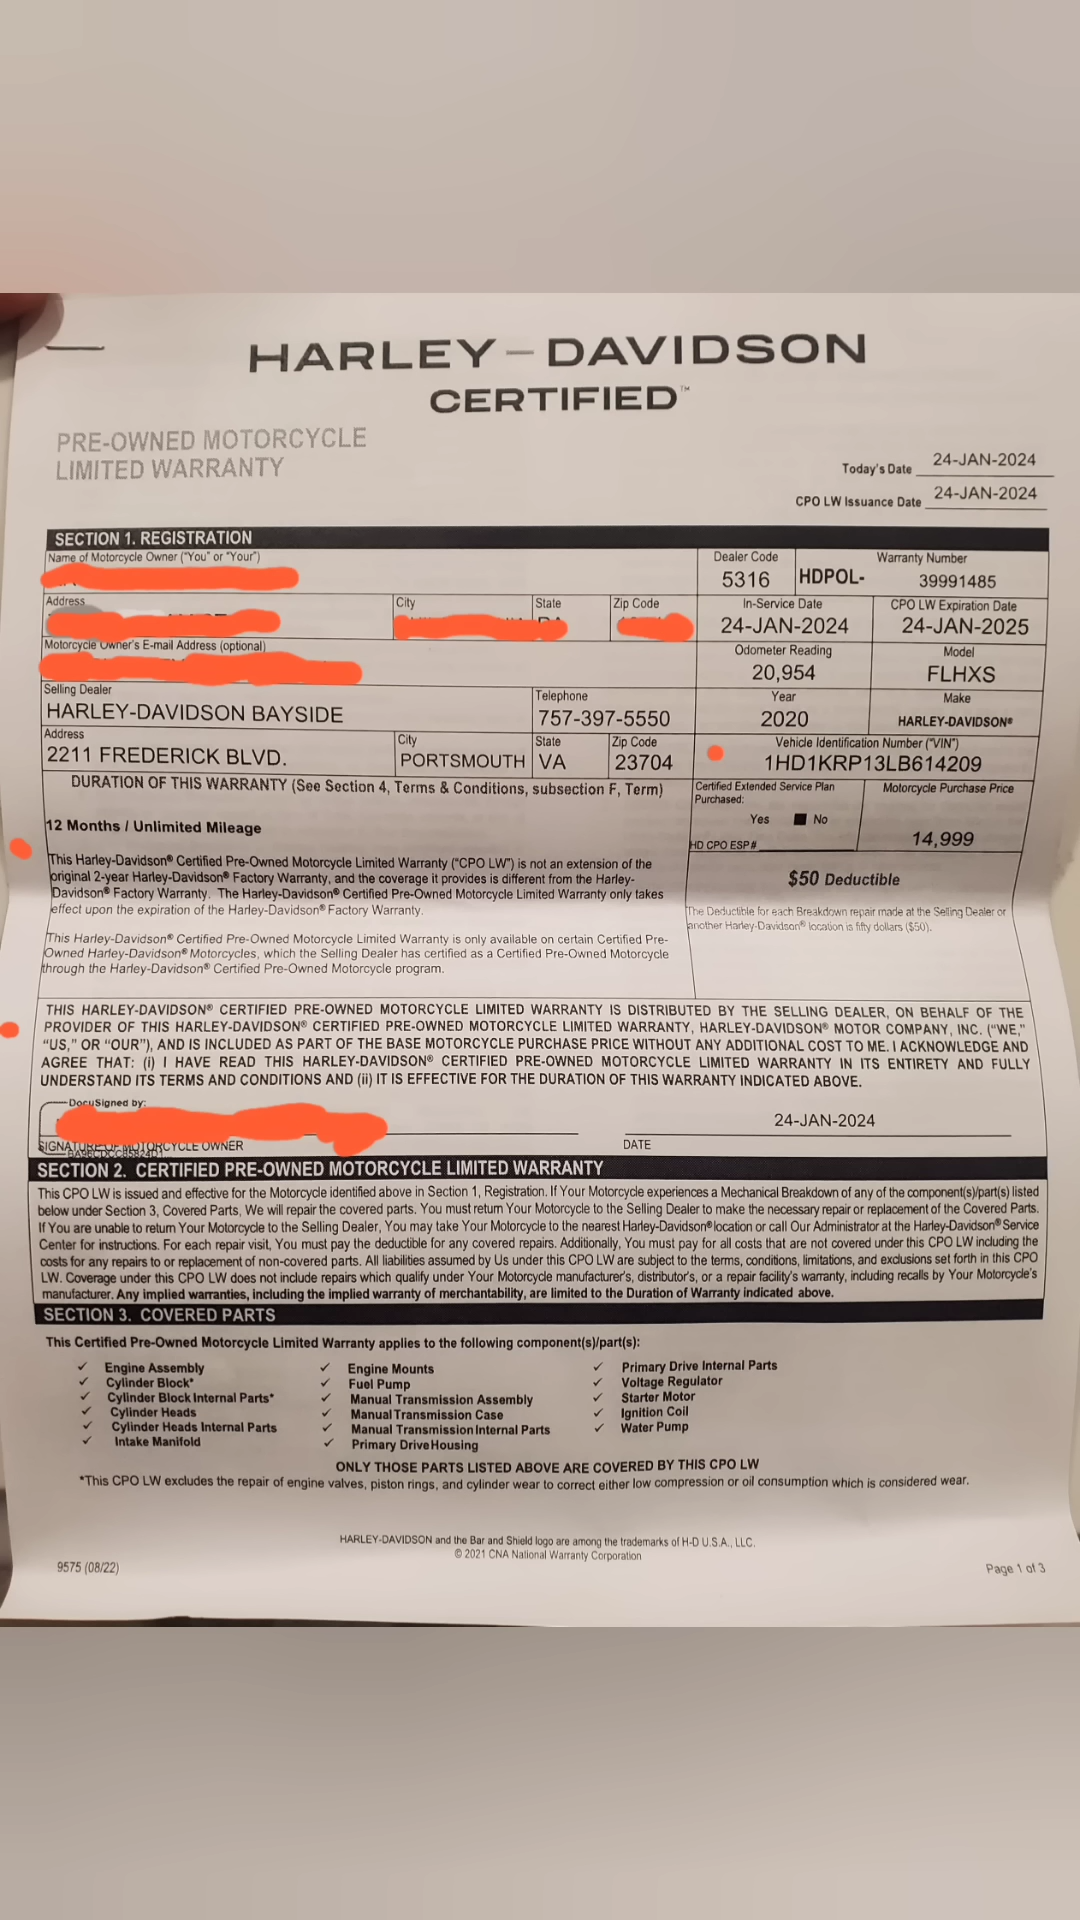 HARLEY-DAVIDSON
CERTIFIED™
PRE-OWNED MOTORCYCLE
LIMITED WARRANTY
Today's Date 24-JAN-2024
CPO LW Issuance Date 24-JAN-2024
SECTION 1. REGISTRATION
Name of Motorcycle Owner ("You" or "Your")
Dealer Code
5316
HDPOL-
Warranty Number
39991485
Address
City
State
Zip Code
In-Service Date
24-JAN-2024
CPO LW Expiration Date
24-JAN-2025
Motorcycle Owner's E-mail Address (optional)
Odometer Reading
20,954
Model
FLHXS
Selling Dealer
HARLEY-DAVIDSON BAYSIDE
Telephone
757-397-5550
Year
2020
Make
HARLEY-DAVIDSON®
Address
2211 FREDERICK BLVD.
City
PORTSMOUTH
State
VA
Zip Code
23704
Vehicle Identification Number ("VIN")
1HD1KRP13LB614209
DURATION OF THIS WARRANTY (See Section 4, Terms & Conditions, subsection F, Term)
12 Months / Unlimited Mileage
Certified Extended Service Plan
Purchased:
Yes ■ No
HD CPO ESP#
Motorcycle Purchase Price
14,999
This Harley-Davidson® Certified Pre-Owned Motorcycle Limited Warranty ("CPO LW") is not an extension of the
original 2-year Harley-Davidson® Factory Warranty, and the coverage it provides is different from the Harley-
Davidson® Factory Warranty. The Harley-Davidson® Certified Pre-Owned Motorcycle Limited Warranty only takes
effect upon the expiration of the Harley-Davidson® Factory Warranty.
$50 Deductible
The Deductible for each Breakdown repair made at the Selling Dealer or
another Harley-Davidson® location is fifty dollars ($50).
This Harley-Davidson® Certified Pre-Owned Motorcycle Limited Warranty is only available on certain Certified Pre-
Owned Harley-Davidson® Motorcycles, which the Selling Dealer has certified as a Certified Pre-Owned Motorcycle
through the Harley-Davidson® Certified Pre-Owned Motorcycle program.
THIS HARLEY-DAVIDSON® CERTIFIED PRE-OWNED MOTORCYCLE LIMITED WARRANTY IS DISTRIBUTED BY THE SELLING DEALER, ON BEHALF OF THE
PROVIDER OF THIS HARLEY-DAVIDSON® CERTIFIED PRE-OWNED MOTORCYCLE LIMITED WARRANTY, HARLEY-DAVIDSON® MOTOR COMPANY, INC. ("WE,"
"US," OR "OUR"), AND IS INCLUDED AS PART OF THE BASE MOTORCYCLE PURCHASE PRICE WITHOUT ANY ADDITIONAL COST TO ME. I ACKNOWLEDGE AND
AGREE THAT: (i) I HAVE READ THIS HARLEY-DAVIDSON® CERTIFIED PRE-OWNED MOTORCYCLE LIMITED WARRANTY IN ITS ENTIRETY AND FULLY
UNDERSTAND ITS TERMS AND CONDITIONS AND (ii) IT IS EFFECTIVE FOR THE DURATION OF THIS WARRANTY INDICATED ABOVE.
DocuSigned by:
24-JAN-2024
SIGNATURE OF MOTORCYCLE OWNER
DATE
SECTION 2. CERTIFIED PRE-OWNED MOTORCYCLE LIMITED WARRANTY
This CPO LW is issued and effective for the Motorcycle identified above in Section 1, Registration. If Your Motorcycle experiences a Mechanical Breakdown of any of the component(s)/part(s) listed
below under Section 3, Covered Parts, We will repair the covered parts. You must return Your Motorcycle to the Selling Dealer to make the necessary repair or replacement of the Covered Parts.
If You are unable to return Your Motorcycle to the Selling Dealer, You may take Your Motorcycle to the nearest Harley-Davidson® location or call Our Administrator at the Harley-Davidson® Service
Center for instructions. For each repair visit, You must pay the deductible for any covered repairs. Additionally, You must pay for all costs that are not covered under this CPO LW including the
costs for any repairs to or replacement of non-covered parts. All liabilities assumed by Us under this CPO LW are subject to the terms, conditions, limitations, and exclusions set forth in this CPO
LW. Coverage under this CPO LW does not include repairs which qualify under Your Motorcycle manufacturer's, distributor's, or a repair facility's warranty, including recalls by Your Motorcycle's
manufacturer. Any implied warranties, including the implied warranty of merchantability, are limited to the Duration of Warranty indicated above.
SECTION 3. COVERED PARTS
This Certified Pre-Owned Motorcycle Limited Warranty applies to the following component(s)/part(s):
✓ Engine Assembly
✓ Cylinder Block*
✓ Cylinder Block Internal Parts*
✓ Cylinder Heads
✓ Cylinder Heads Internal Parts
✓ Intake Manifold
✓ Engine Mounts
✓ Fuel Pump
✓ Manual Transmission Assembly
✓ Manual Transmission Case
✓ Manual Transmission Internal Parts
✓ Primary Drive Housing
✓ Primary Drive Internal Parts
✓ Voltage Regulator
✓ Starter Motor
✓ Ignition Coil
✓ Water Pump
ONLY THOSE PARTS LISTED ABOVE ARE COVERED BY THIS CPO LW
*This CPO LW excludes the repair of engine valves, piston rings, and cylinder wear to correct either low compression or oil consumption which is considered wear.
HARLEY-DAVIDSON and the Bar and Shield logo are among the trademarks of H-D U.S.A., LLC.
© 2021 CNA National Warranty Corporation
9575 (08/22)
Page 1 of 3